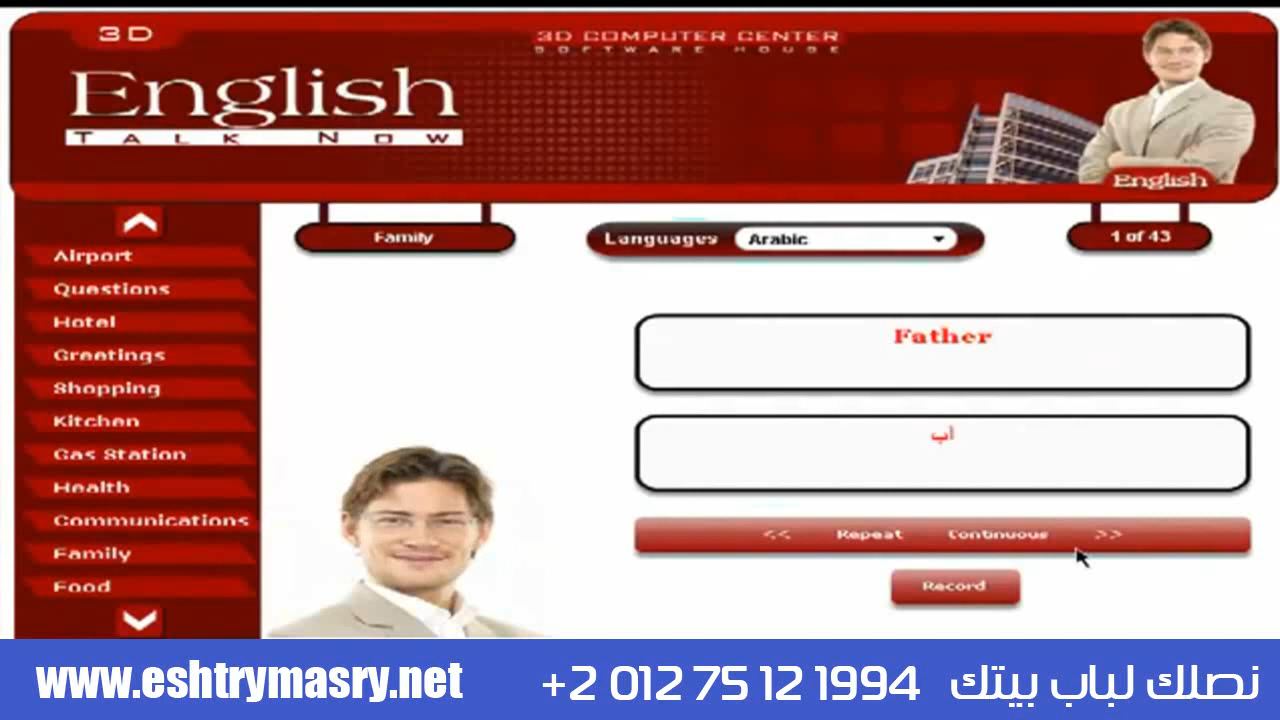 3D
3D COMPUTER CENTER
SOFTWARE HOUSE
English
TALK NOW
English
Family
Languages
Arabic
1 of 43
Airport
Questions
Hotel
Greetings
Shopping
Kitchen
Gas Station
Health
Communications
Family
Food
Father
أب
<< Repeat Continuous >>
Record
www.eshtrymasry.net
+2 012 75 12 1994 نصلك لباب بيتك